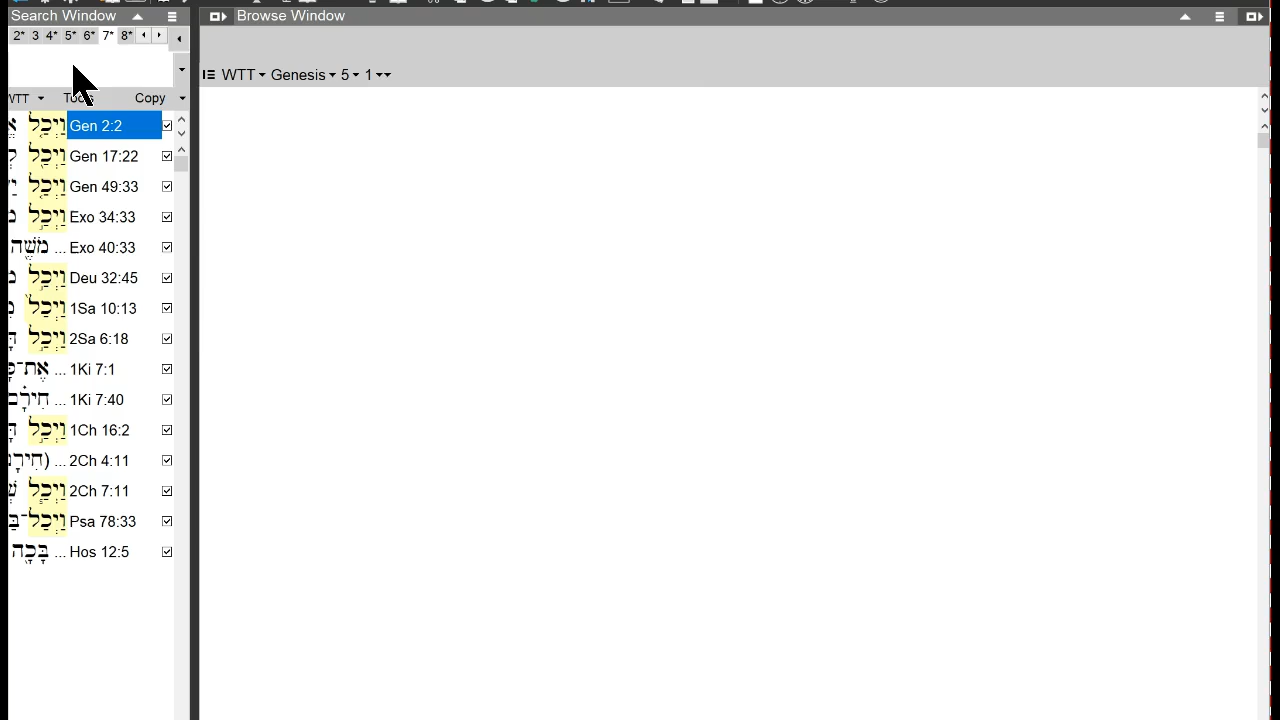 Search Window
Browse Window
2* 3 4* 5* 6* 7* 8*
WTT Genesis 5 1
WTT Tools Copy
וַיְכַ֤ל Gen 2:2
וַיְכַ֖ל Gen 17:22
וַיְכַ֤ל Gen 49:33
וַיְכַ֣ל Exo 34:33
מֹשֶׁ֖ה ... Exo 40:33
וַיְכַ֣ל Deu 32:45
וַיְכַל֙ 1Sa 10:13
וַיְכַ֣ל 2Sa 6:18
אֶת־ ... 1Ki 7:1
חִירָ֗ם ... 1Ki 7:40
וַיְכַ֣ל 1Ch 16:2
(חִירָם ... 2Ch 4:11
וַיְכַ֧ל 2Ch 7:11
וַיְכַל־ Psa 78:33
בָּכָ֖ה ... Hos 12:5